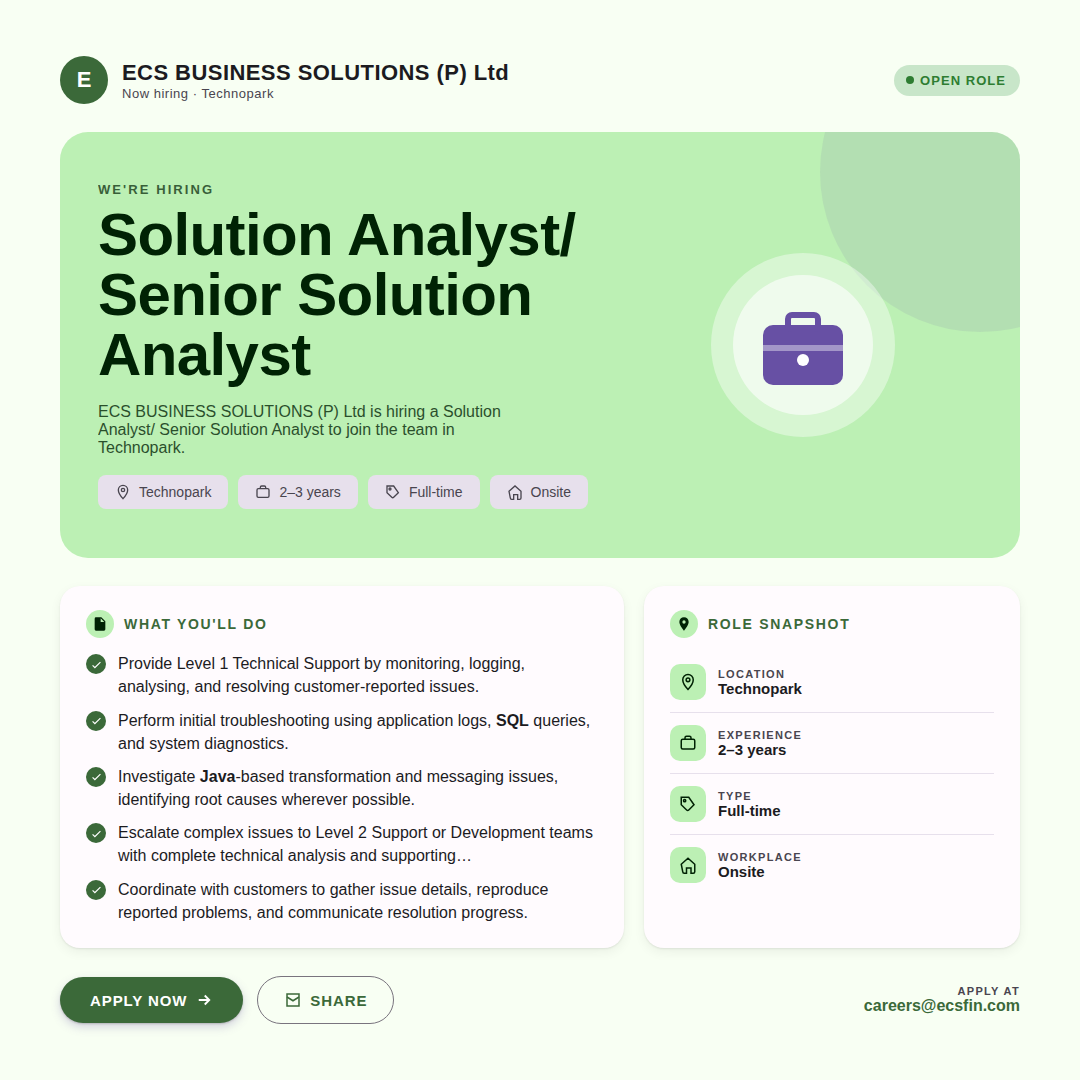 E
ECS BUSINESS SOLUTIONS (P) Ltd
Now hiring · Technopark
OPEN ROLE
WE'RE HIRING
Solution Analyst/
Senior Solution
Analyst
ECS BUSINESS SOLUTIONS (P) Ltd is hiring a Solution
Analyst/ Senior Solution Analyst to join the team in
Technopark.
Technopark
2–3 years
Full-time
Onsite
WHAT YOU'LL DO
Provide Level 1 Technical Support by monitoring, logging,
analysing, and resolving customer-reported issues.
Perform initial troubleshooting using application logs, SQL queries,
and system diagnostics.
Investigate Java-based transformation and messaging issues,
identifying root causes wherever possible.
Escalate complex issues to Level 2 Support or Development teams
with complete technical analysis and supporting…
Coordinate with customers to gather issue details, reproduce
reported problems, and communicate resolution progress.
ROLE SNAPSHOT
LOCATION
Technopark
EXPERIENCE
2–3 years
TYPE
Full-time
WORKPLACE
Onsite
APPLY NOW
SHARE
APPLY AT
careers@ecsfin.com